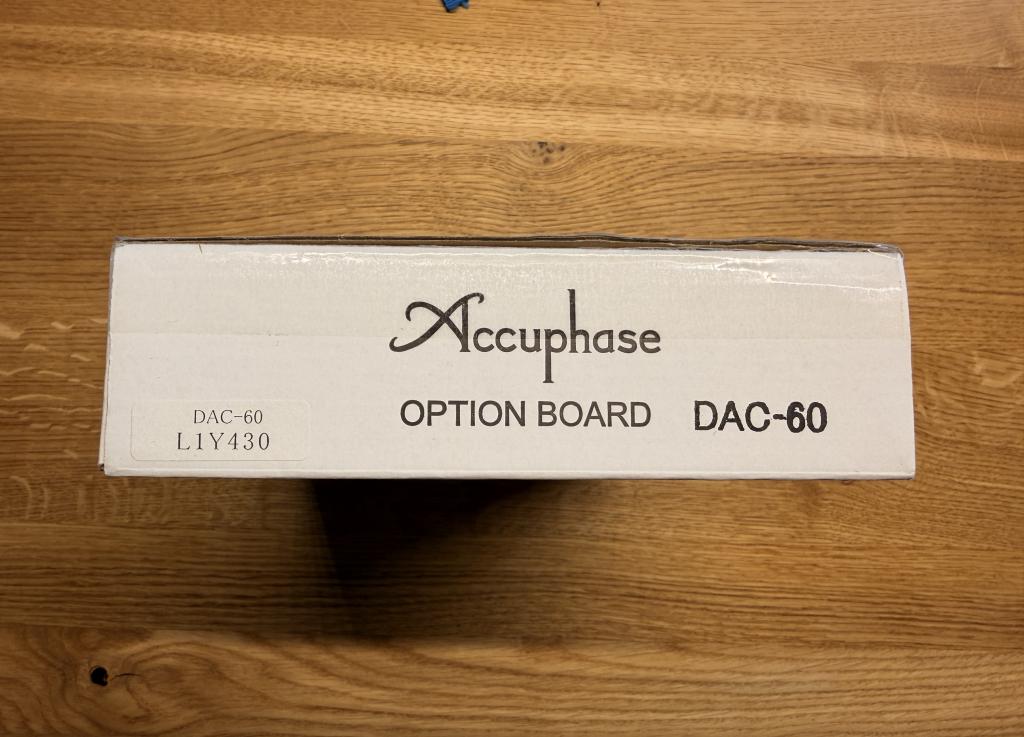 Accuphase
OPTION BOARD DAC-60
DAC-60
L1Y430